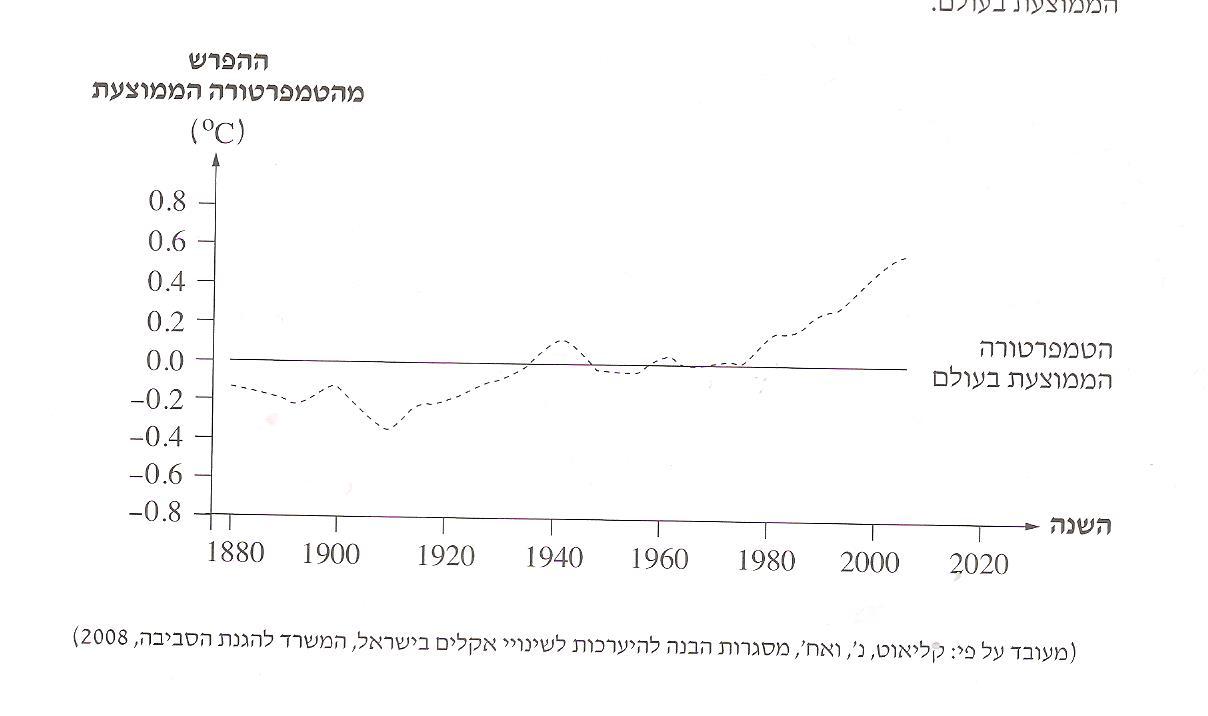 הממוצעת בעולם.
ההפרש
מהטמפרטורה הממוצעת
(°C)
0.8
0.6
0.4
0.2
0.0
–0.2
–0.4
–0.6
–0.8
הטמפרטורה
הממוצעת בעולם
השנה
1880 1900 1920 1940 1960 1980 2000 2020
(מעובד על פי: קליאוט, נ', ואח', מסגרות הבנה להיערכות לשינויי אקלים בישראל, המשרד להגנת הסביבה, 2008)